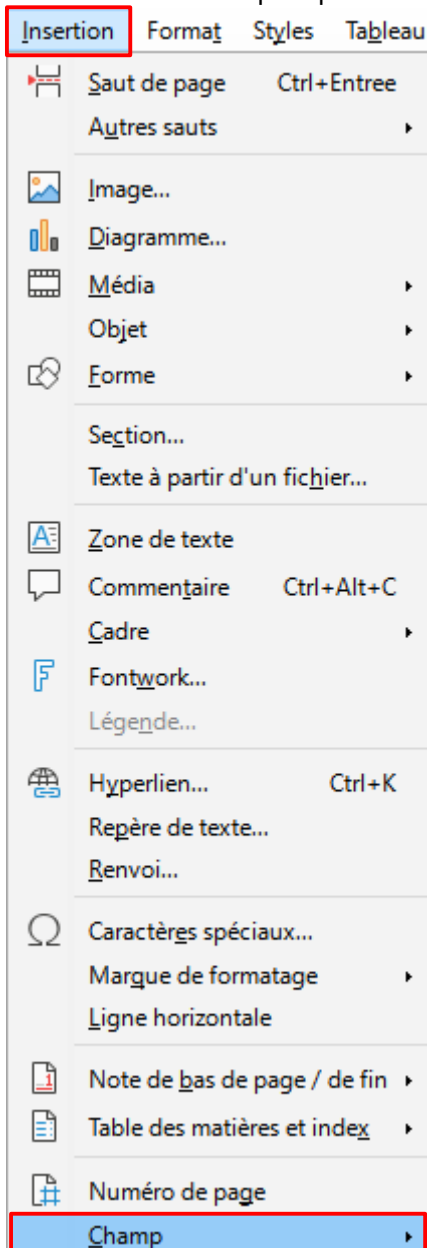 Insertion Format Styles Tableau
Saut de page Ctrl+Entree
Autres sauts
Image...
Diagramme...
Média
Objet
Forme
Section...
Texte à partir d'un fichier...
Zone de texte
Commentaire Ctrl+Alt+C
Cadre
Fontwork...
Légende...
Hyperlien... Ctrl+K
Repère de texte...
Renvoi...
Caractères spéciaux...
Marque de formatage
Ligne horizontale
Note de bas de page / de fin
Table des matières et index
Numéro de page
Champ